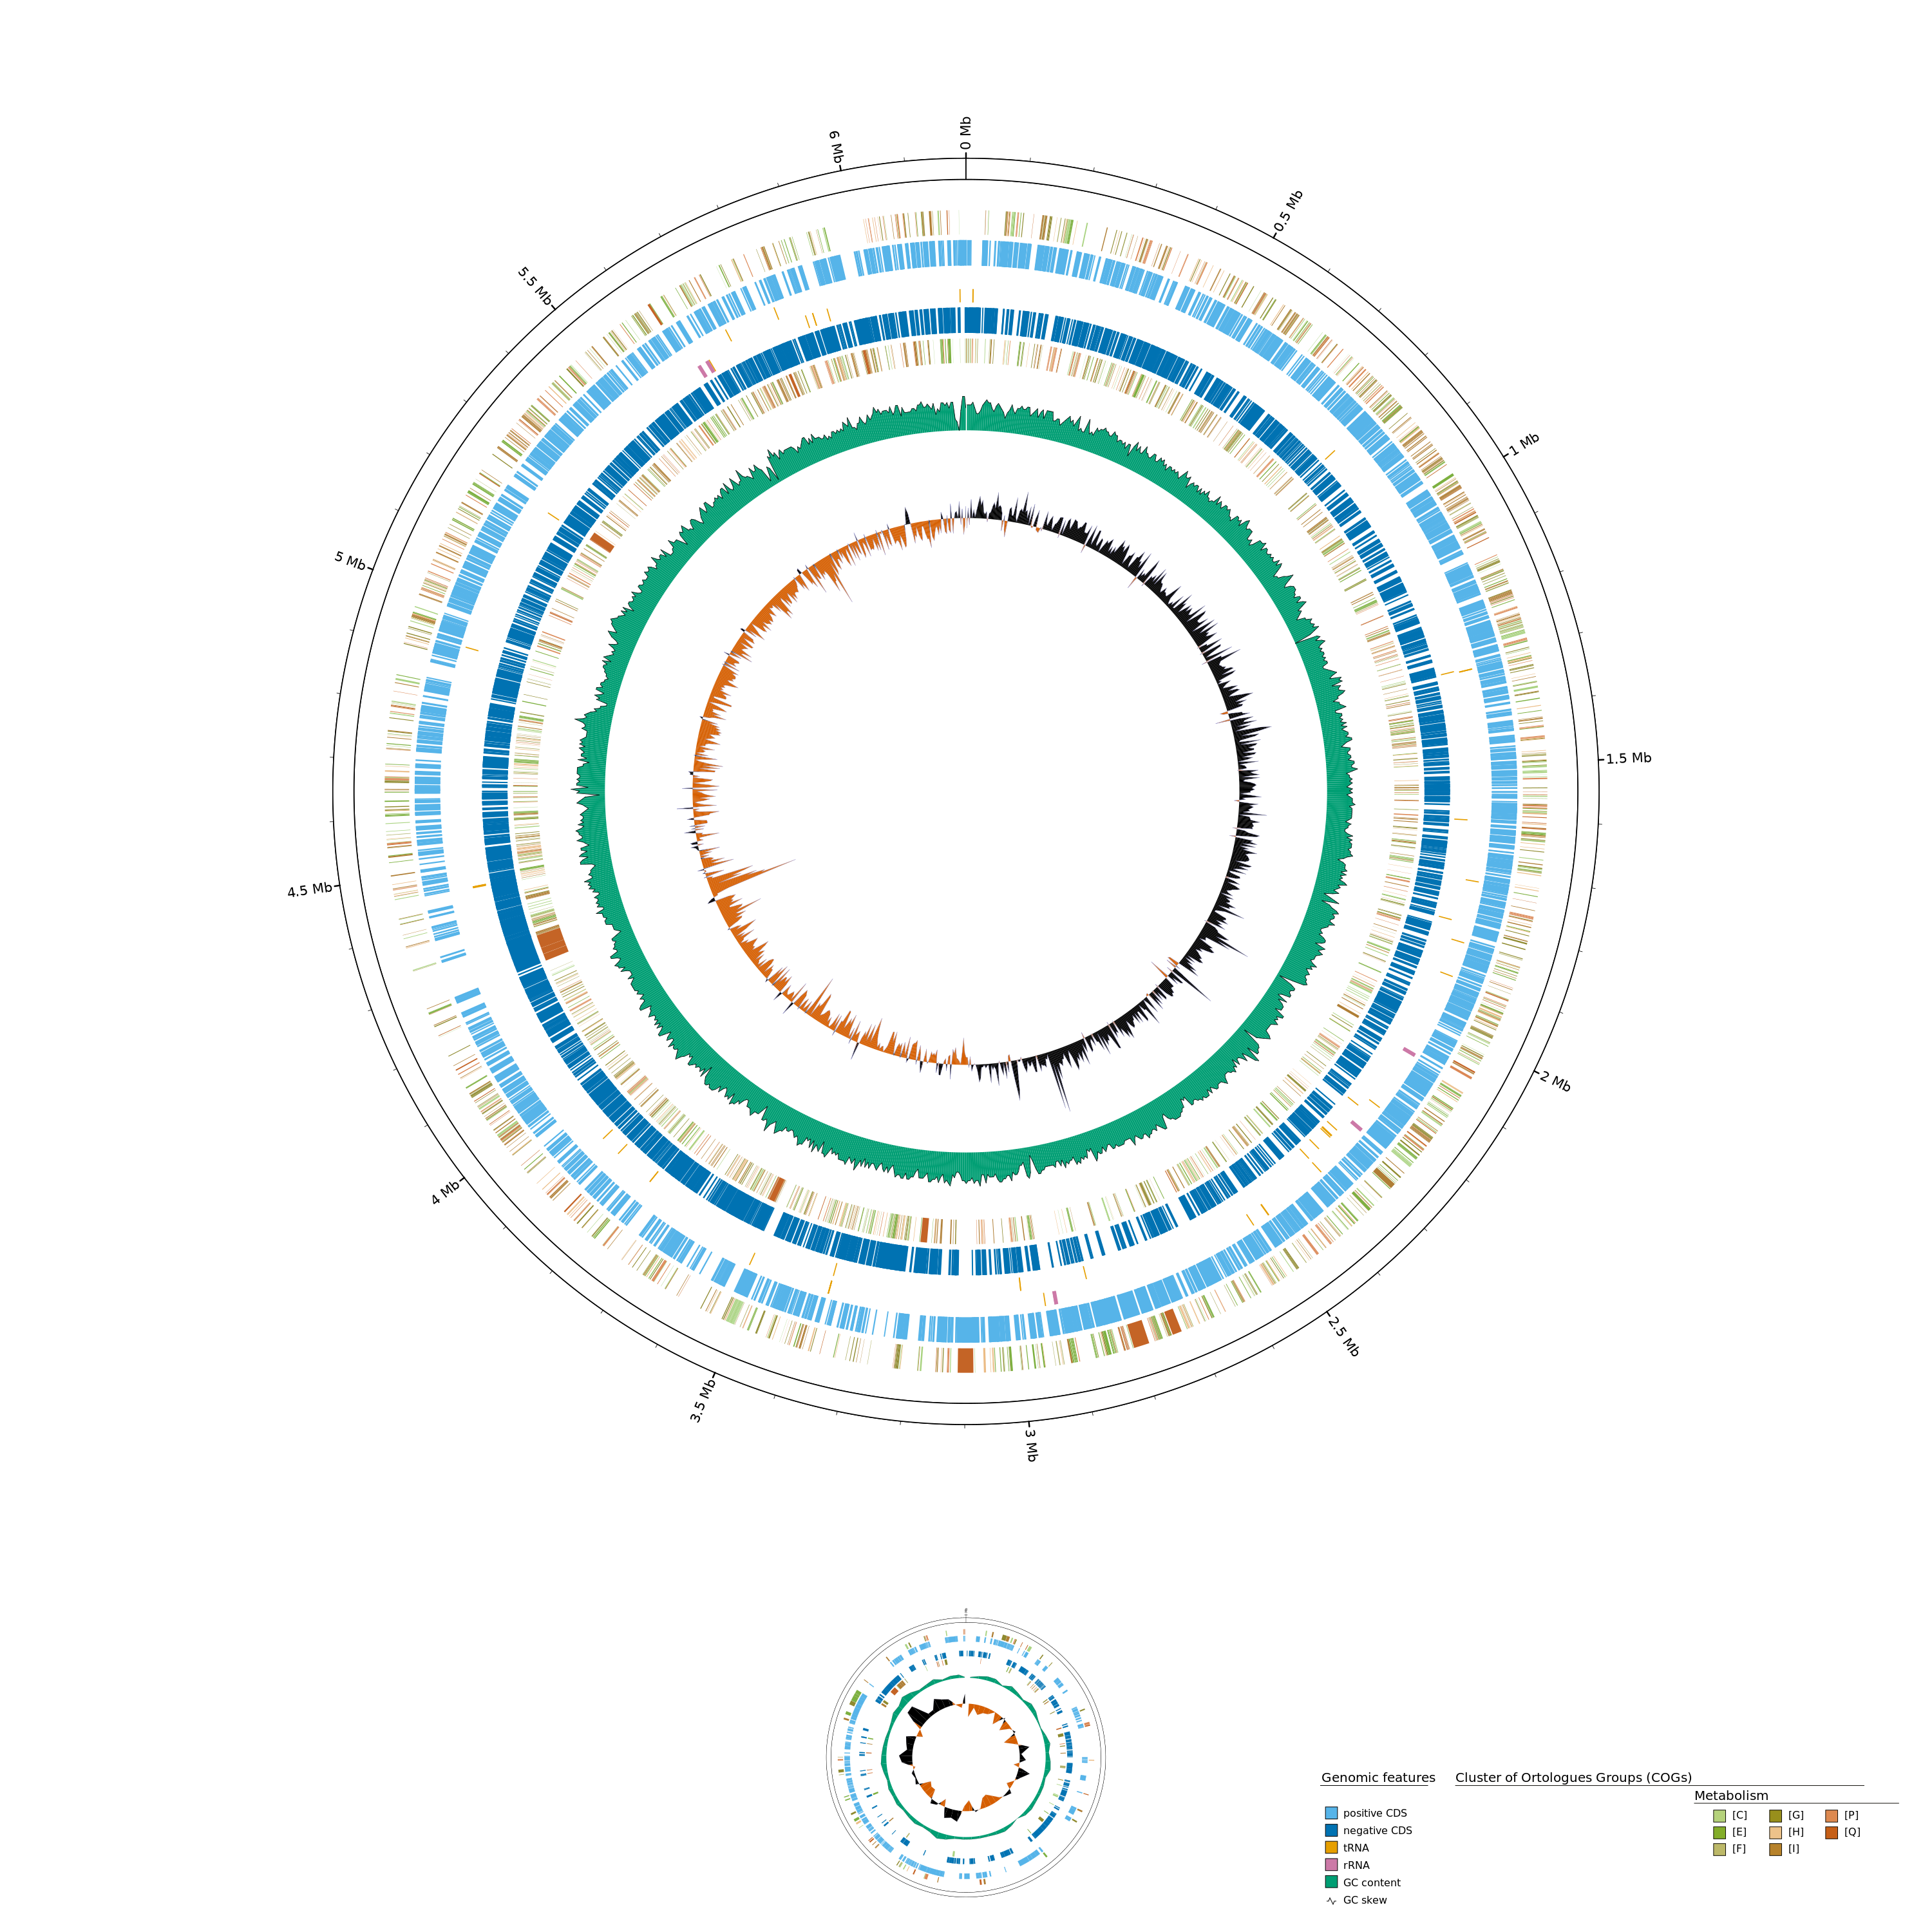 0 Mb
0.5 Mb
1 Mb
1.5 Mb
2 Mb
2.5 Mb
3 Mb
3.5 Mb
4 Mb
4.5 Mb
5 Mb
5.5 Mb
6 Mb
Genomic features
positive CDS
negative CDS
tRNA
rRNA
GC content
GC skew
Cluster of Ortologues Groups (COGs)
Metabolism
[C] [G] [P]
[E] [H] [Q]
[F] [I]